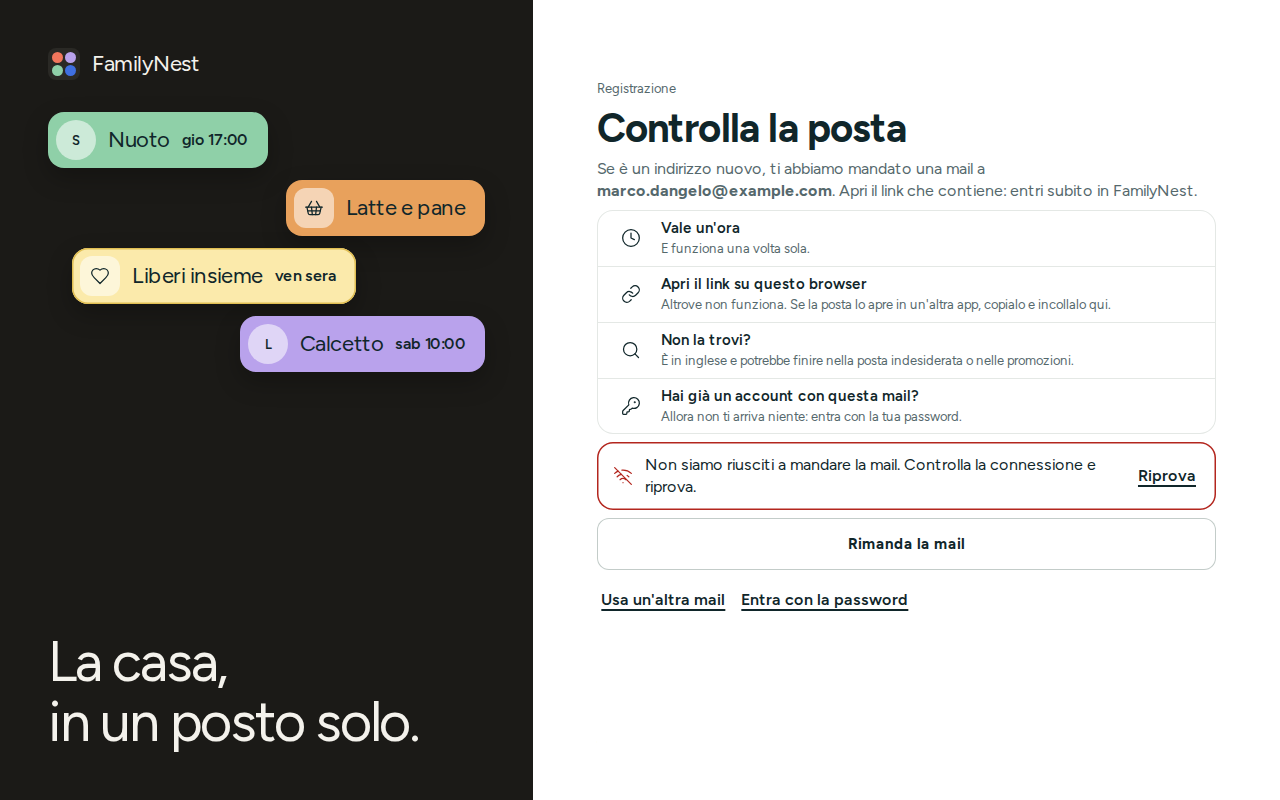 FamilyNest
S
Nuoto gio 17:00
Latte e pane
Liberi insieme ven sera
L
Calcetto sab 10:00
La casa,
in un posto solo.
Registrazione
Controlla la posta
Se è un indirizzo nuovo, ti abbiamo mandato una mail a
marco.dangelo@example.com. Apri il link che contiene: entri subito in FamilyNest.
Vale un'ora
E funziona una volta sola.
Apri il link su questo browser
Altrove non funziona. Se la posta lo apre in un'altra app, copialo e incollalo qui.
Non la trovi?
È in inglese e potrebbe finire nella posta indesiderata o nelle promozioni.
Hai già un account con questa mail?
Allora non ti arriva niente: entra con la tua password.
Non siamo riusciti a mandare la mail. Controlla la connessione e
riprova.
Riprova
Rimanda la mail
Usa un'altra mail Entra con la password